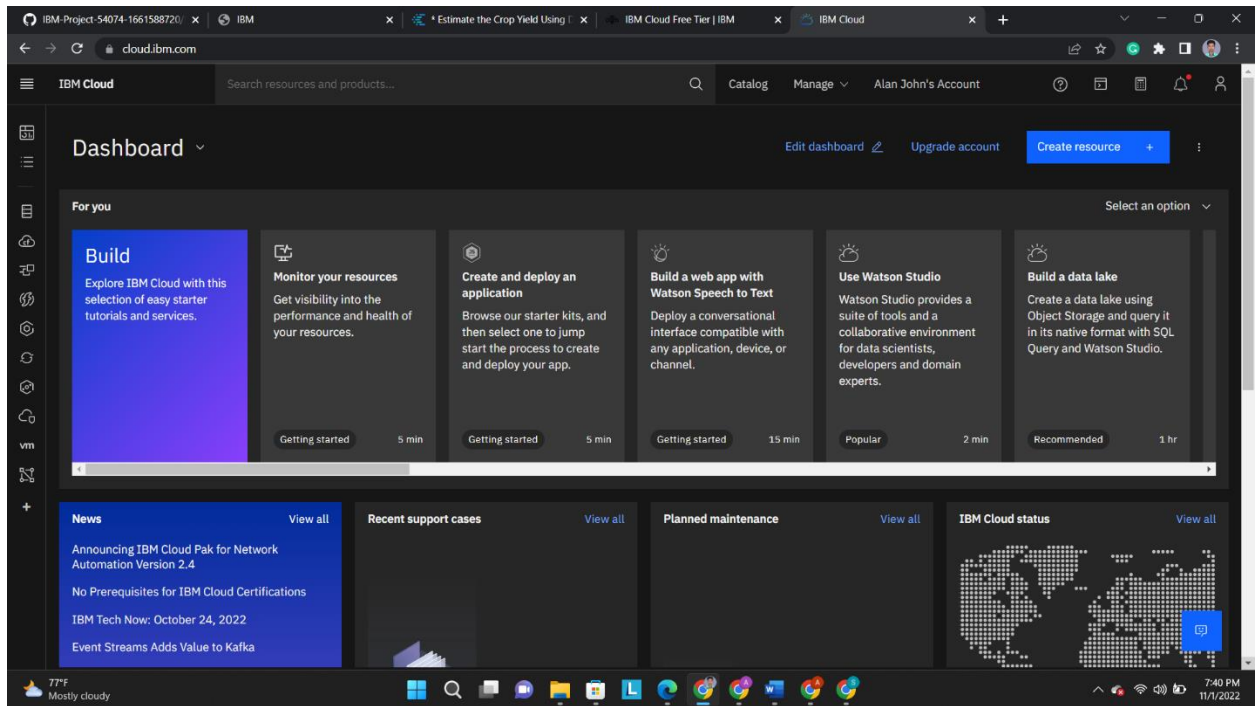 IBM-Project-54074-1661588720/
IBM
* Estimate the Crop Yield Using
IBM Cloud Free Tier | IBM
IBM Cloud
cloud.ibm.com
IBM Cloud
Search resources and products...
Catalog
Manage
Alan John's Account
Dashboard
Edit dashboard
Upgrade account
Create resource +
For you
Select an option
Build
Explore IBM Cloud with this
selection of easy starter
tutorials and services.
Monitor your resources
Get visibility into the
performance and health of
your resources.
Getting started
5 min
Create and deploy an
application
Browse our starter kits, and
then select one to jump
start the process to create
and deploy your app.
Getting started
5 min
Build a web app with
Watson Speech to Text
Deploy a conversational
interface compatible with
any application, device, or
channel.
Getting started
15 min
Use Watson Studio
Watson Studio provides a
suite of tools and a
collaborative environment
for data scientists,
developers and domain
experts.
Popular
2 min
Build a data lake
Create a data lake using
Object Storage and query it
in its native format with SQL
Query and Watson Studio.
Recommended
1 hr
vm
News
View all
Announcing IBM Cloud Pak for Network
Automation Version 2.4
No Prerequisites for IBM Cloud Certifications
IBM Tech Now: October 24, 2022
Event Streams Adds Value to Kafka
Recent support cases
View all
Planned maintenance
View all
IBM Cloud status
View all
77°F
Mostly cloudy
7:40 PM
11/1/2022